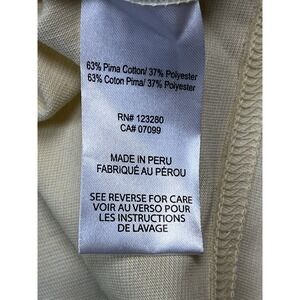 63% Pima Cotton/ 37% Polyester
63% Coton Pima/ 37% Polyester
RN# 123280
CA# 07099
MADE IN PERU
FABRIQUÉ AU PÉROU
SEE REVERSE FOR CARE
VOIR AU VERSO POUR
LES INSTRUCTIONS
DE LAVAGE